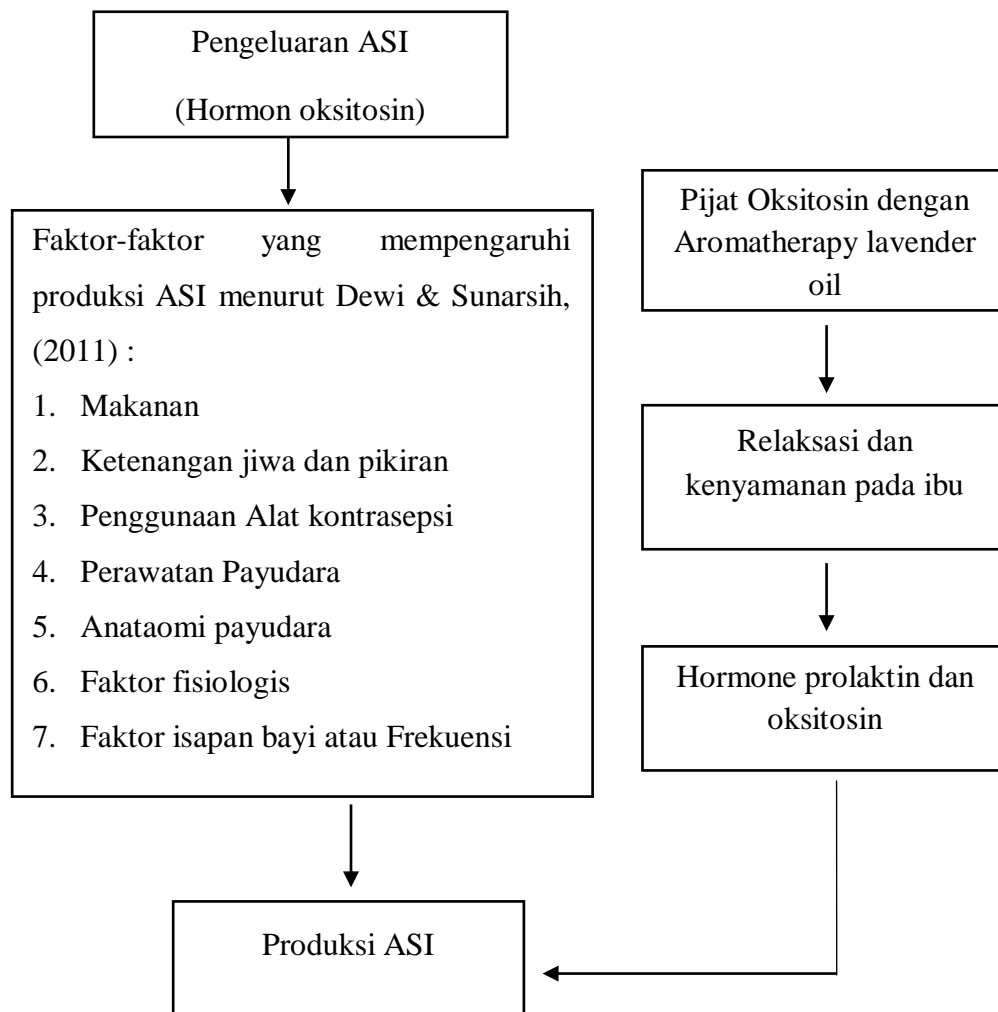 Pengeluaran ASI
(Hormon oksitosin)
Faktor-faktor yang mempengaruhi
produksi ASI menurut Dewi & Sunarsih,
(2011) :
1. Makanan
2. Ketenangan jiwa dan pikiran
3. Penggunaan Alat kontrasepsi
4. Perawatan Payudara
5. Anataomi payudara
6. Faktor fisiologis
7. Faktor isapan bayi atau Frekuensi
Produksi ASI
Pijat Oksitosin dengan
Aromatherapy lavender
oil
Relaksasi dan
kenyamanan pada ibu
Hormone prolaktin dan
oksitosin